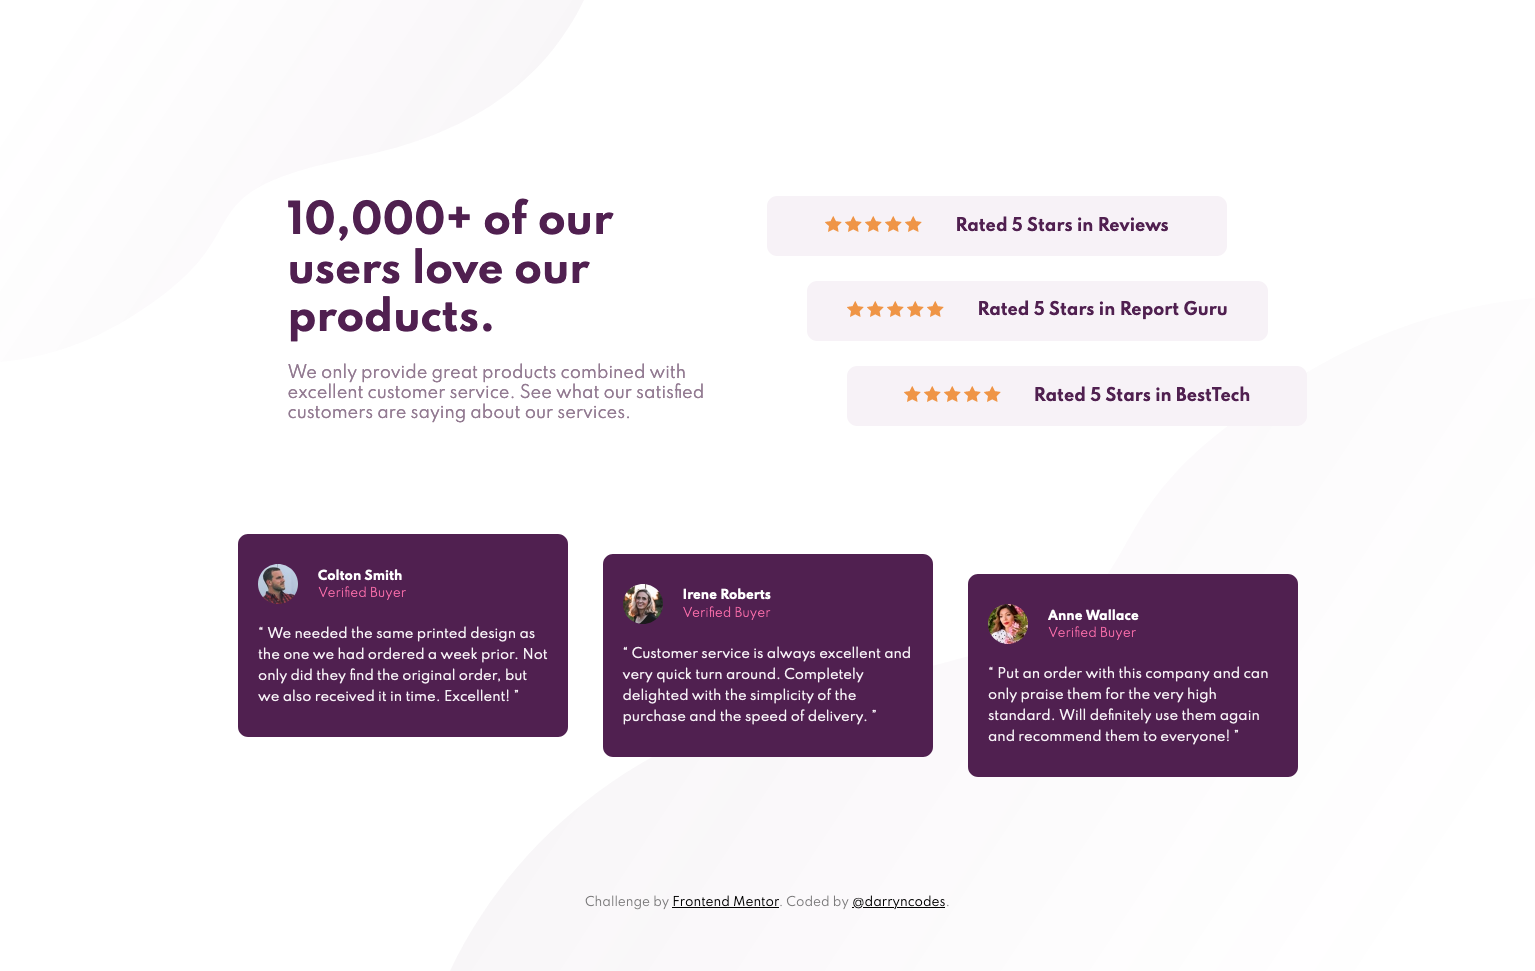 10,000+ of our
users love our
products.
We only provide great products combined with
excellent customer service. See what our satisfied
customers are saying about our services.
Rated 5 Stars in Reviews
Rated 5 Stars in Report Guru
Rated 5 Stars in BestTech
Colton Smith
Verified Buyer
“ We needed the same printed design as
the one we had ordered a week prior. Not
only did they find the original order, but
we also received it in time. Excellent! ”
Irene Roberts
Verified Buyer
“ Customer service is always excellent and
very quick turn around. Completely
delighted with the simplicity of the
purchase and the speed of delivery. ”
Anne Wallace
Verified Buyer
“ Put an order with this company and can
only praise them for the very high
standard. Will definitely use them again
and recommend them to everyone! ”
Challenge by Frontend Mentor. Coded by @darryncodes.